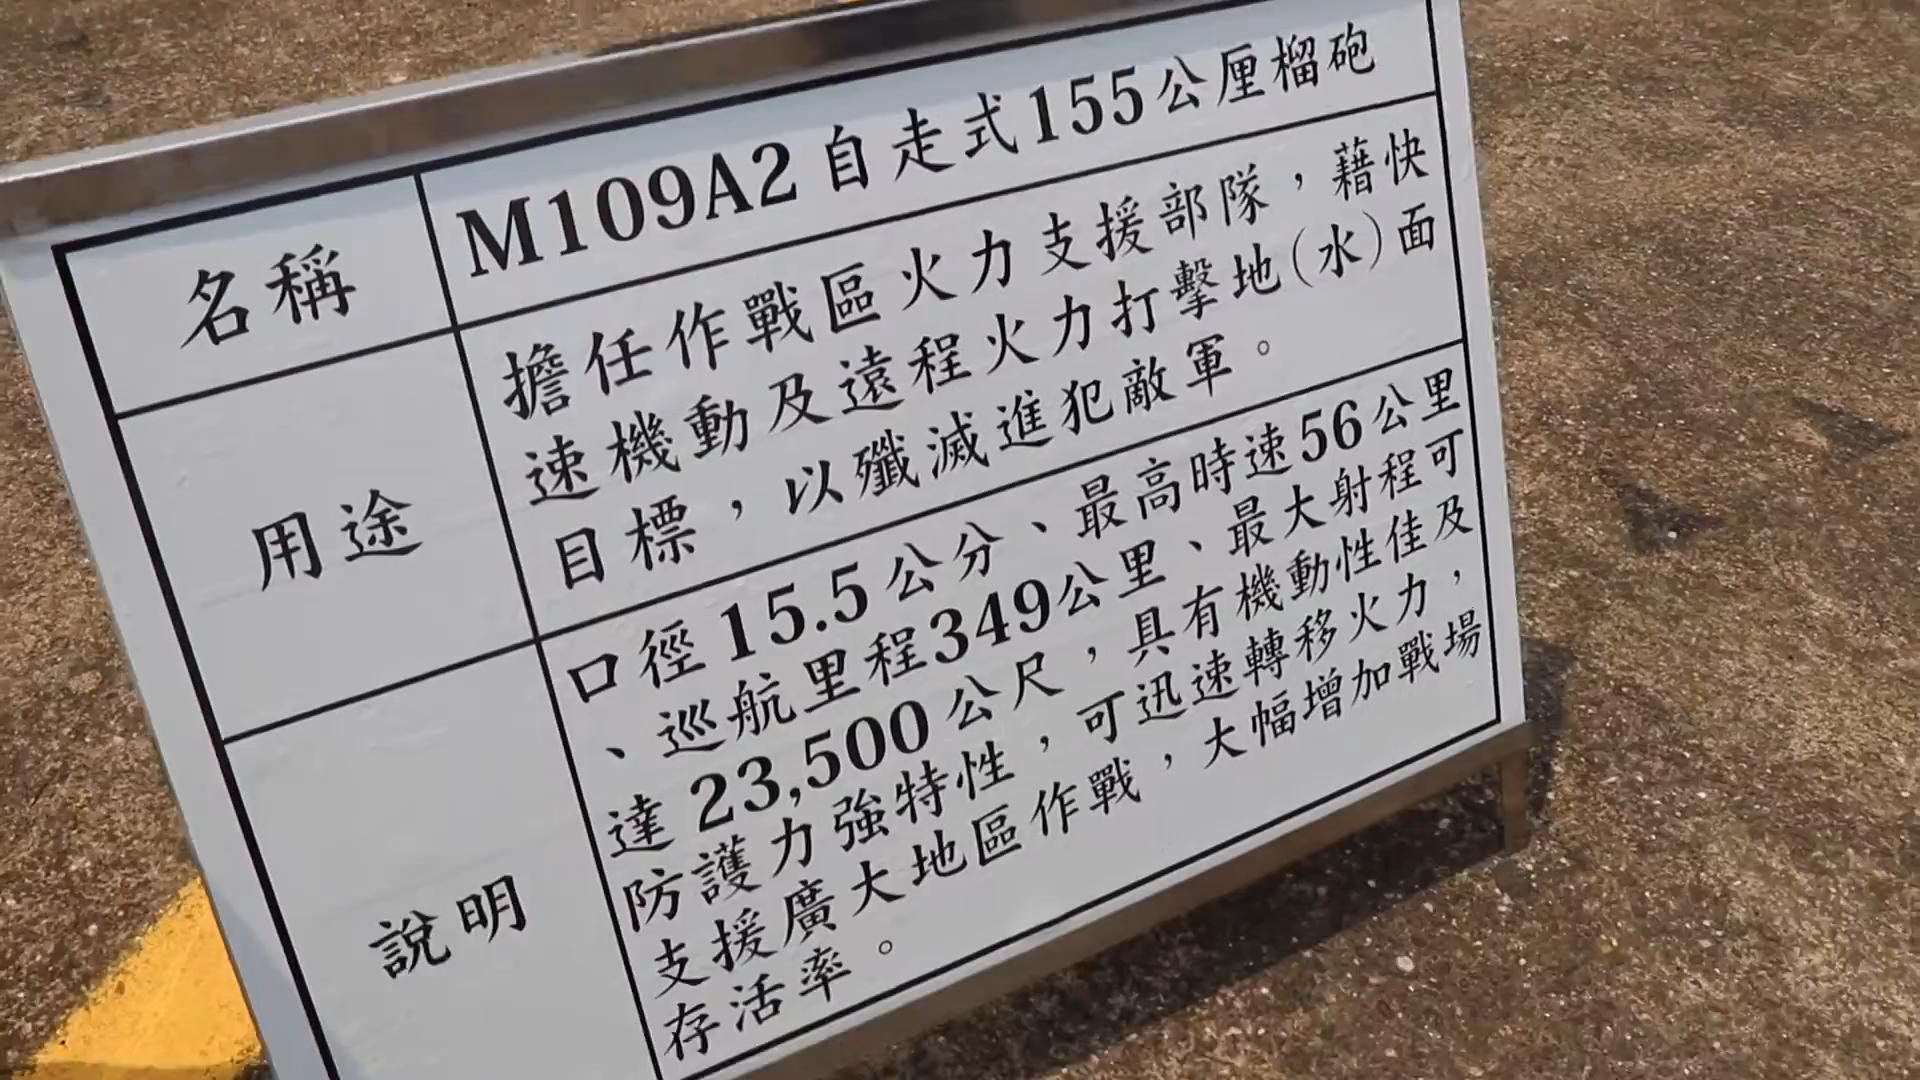 名稱
M109A2自走式155公厘榴砲
用途
擔任作戰區火力支援部隊，藉快
速機動及遠程火力打擊地(水)面
目標，以殲滅進犯敵軍。
說明
口徑15.5公分、最高時速56公里
、巡航里程349公里、最大射程可
達23,500公尺，具有機動性佳及
防護力強特性，可迅速轉移火力，
支援廣大地區作戰，大幅增加戰場
存活率。